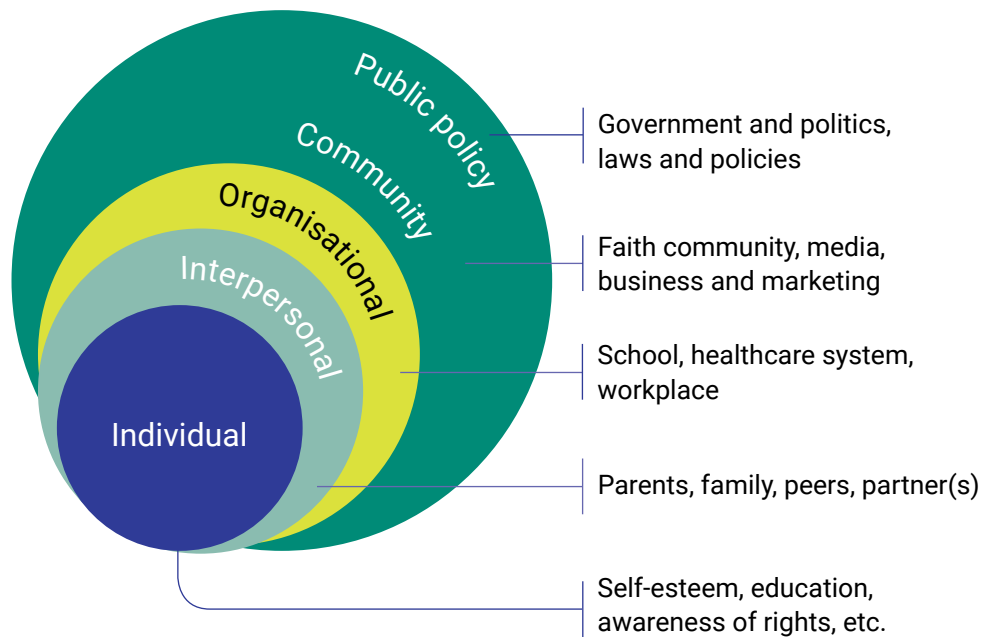 Public policy
Community
Organisational
Interpersonal
Individual
Government and politics,
laws and policies
Faith community, media,
business and marketing
School, healthcare system,
workplace
Parents, family, peers, partner(s)
Self-esteem, education,
awareness of rights, etc.